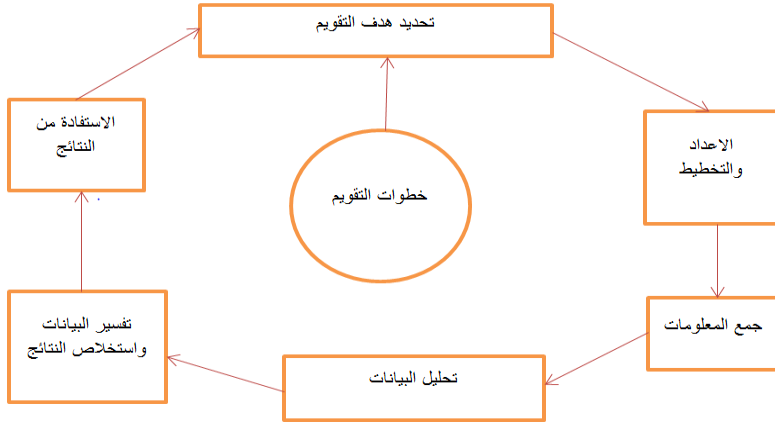 تحديد هدف التقويم
الاعداد
والتخطيط
جمع المعلومات
تحليل البيانات
تفسير البيانات
واستخلاص النتائج
الاستفادة من
النتائج
خطوات التقويم